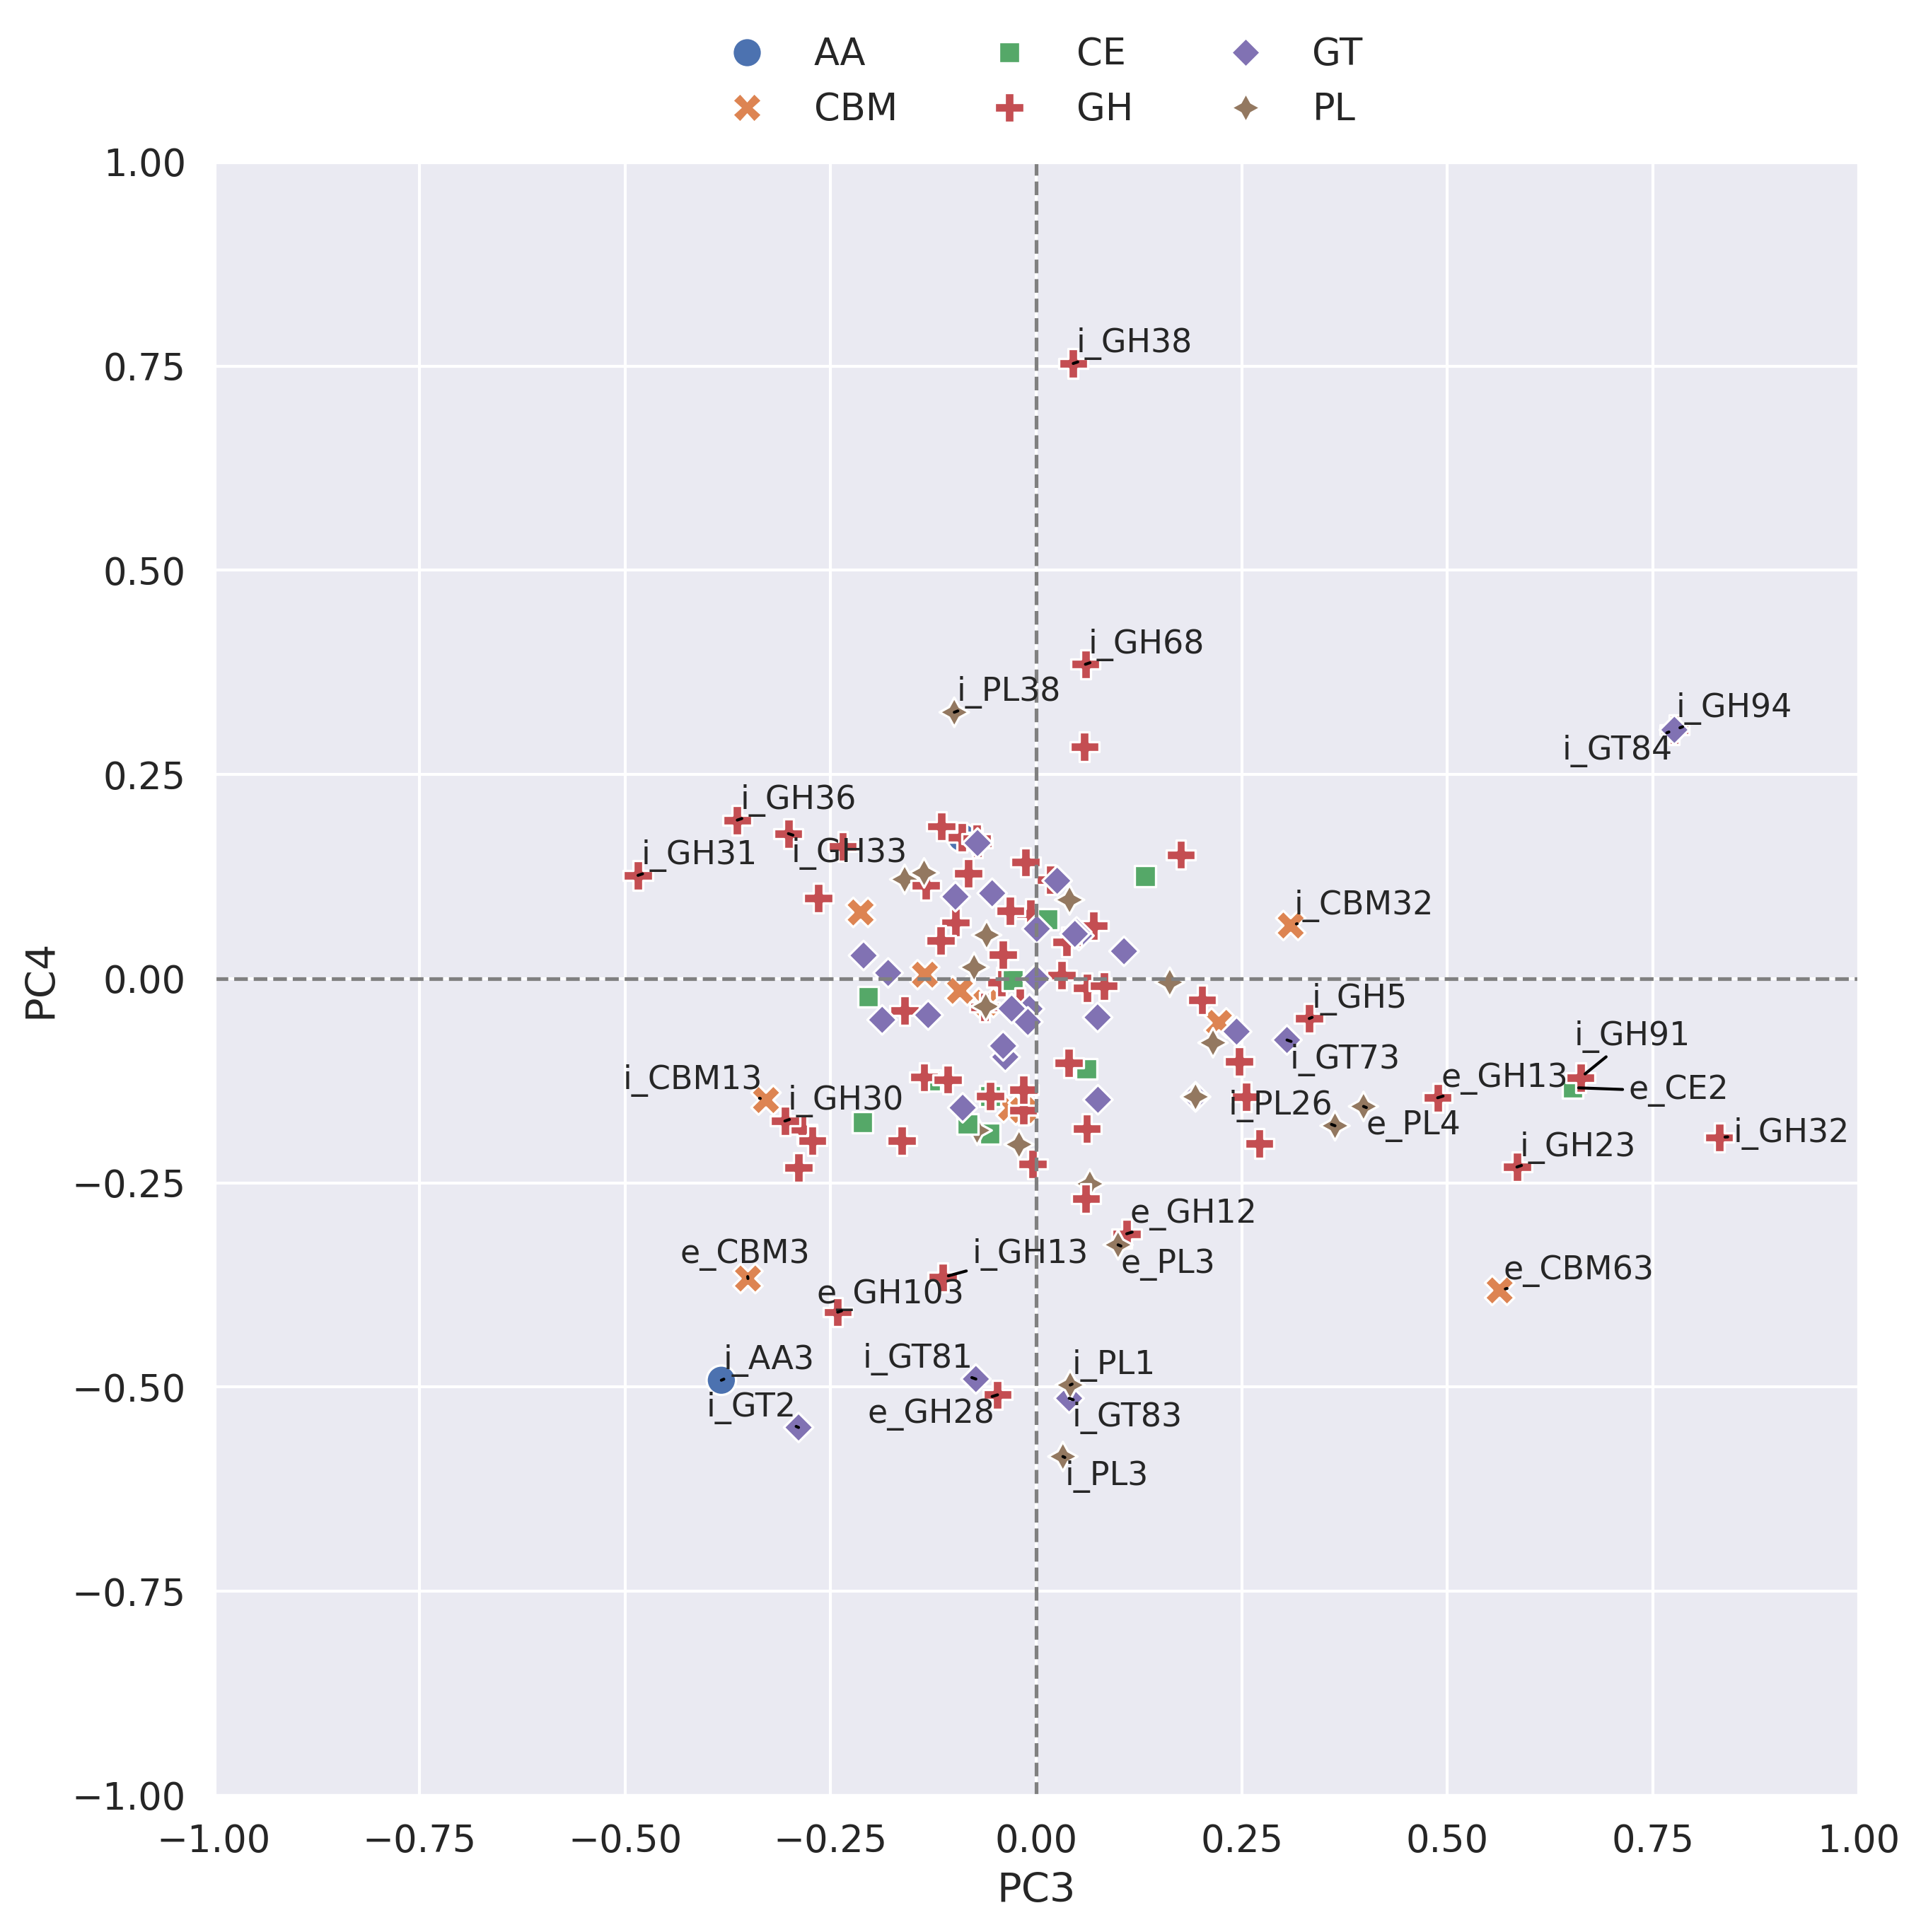 AA CE GT
CBM GH PL
1.00
0.75
0.50
0.25
0.00
−0.25
−0.50
−0.75
−1.00
PC4
i_GH38
i_GH68
i_PL38
i_GH94
i_GT84
i_GH36
i_GH33
i_GH31
i_CBM32
i_GH5
i_GH91
i_GT73
i_CBM13
e_GH13
e_CE2
i_GH30
i_PL26
e_PL4
i_GH32
i_GH23
e_GH12
e_CBM3
i_GH13
e_PL3
e_CBM63
e_GH103
i_AA3
i_GT81
i_PL1
i_GT2
e_GH28
i_GT83
i_PL3
−1.00 −0.75 −0.50 −0.25 0.00 0.25 0.50 0.75 1.00
PC3